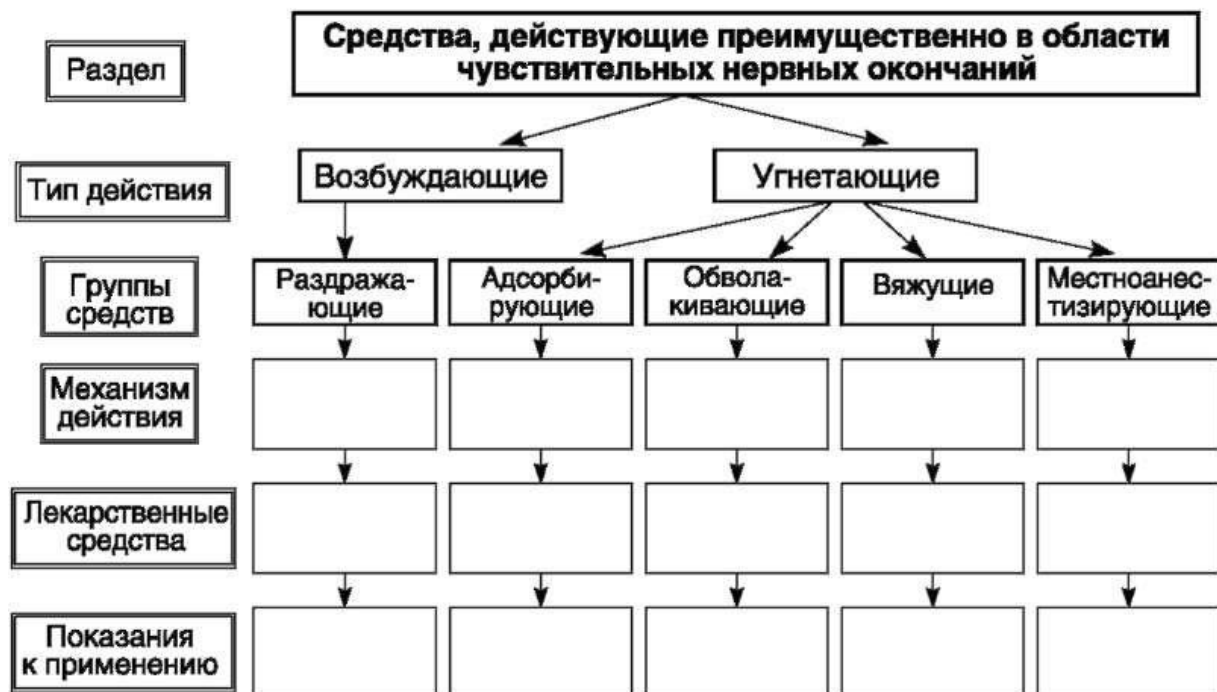 Раздел
Средства, действующие преимущественно в области
чувствительных нервных окончаний
Тип действия
Возбуждающие
Угнетающие
Группы
средств
Раздража-
ющие
Адсорби-
рующие
Обвола-
кивающие
Вяжущие
Местноанес-
тизирующие
Механизм
действия
Лекарственные
средства
Показания
к применению